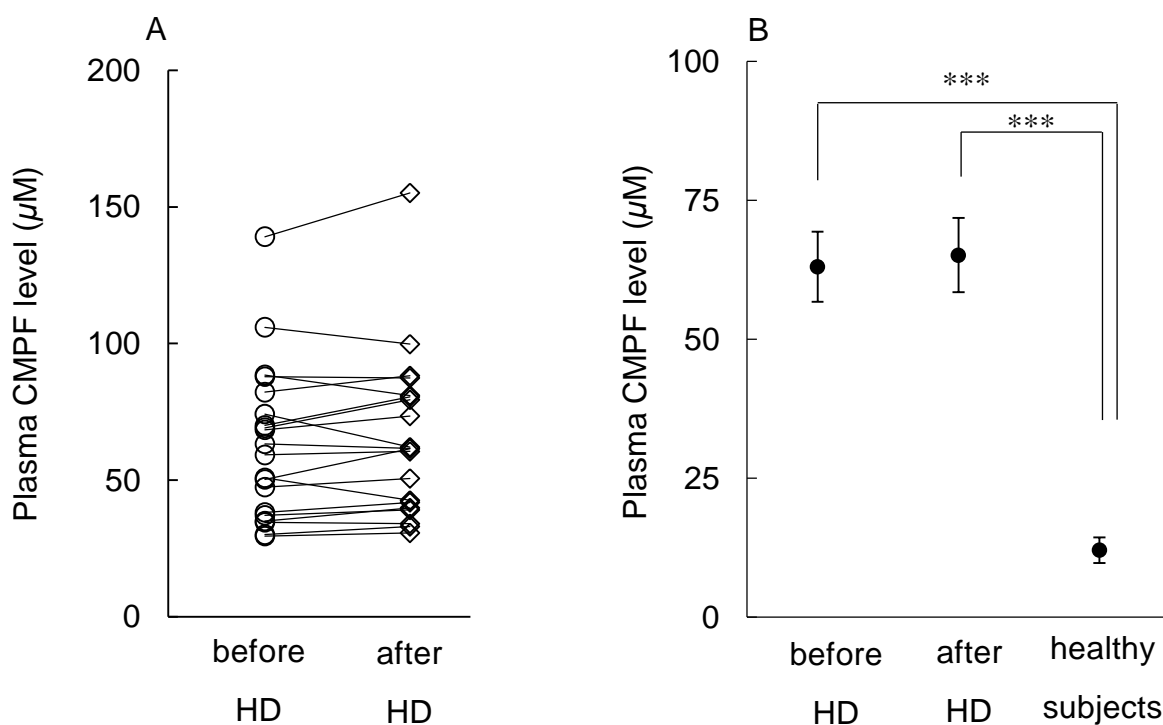 A
Plasma CMPF level (µM)
200
150
100
50
0
before
HD
after
HD
B
Plasma CMPF level (µM)
100
75
50
25
0
***
***
before
HD
after
HD
healthy
subjects